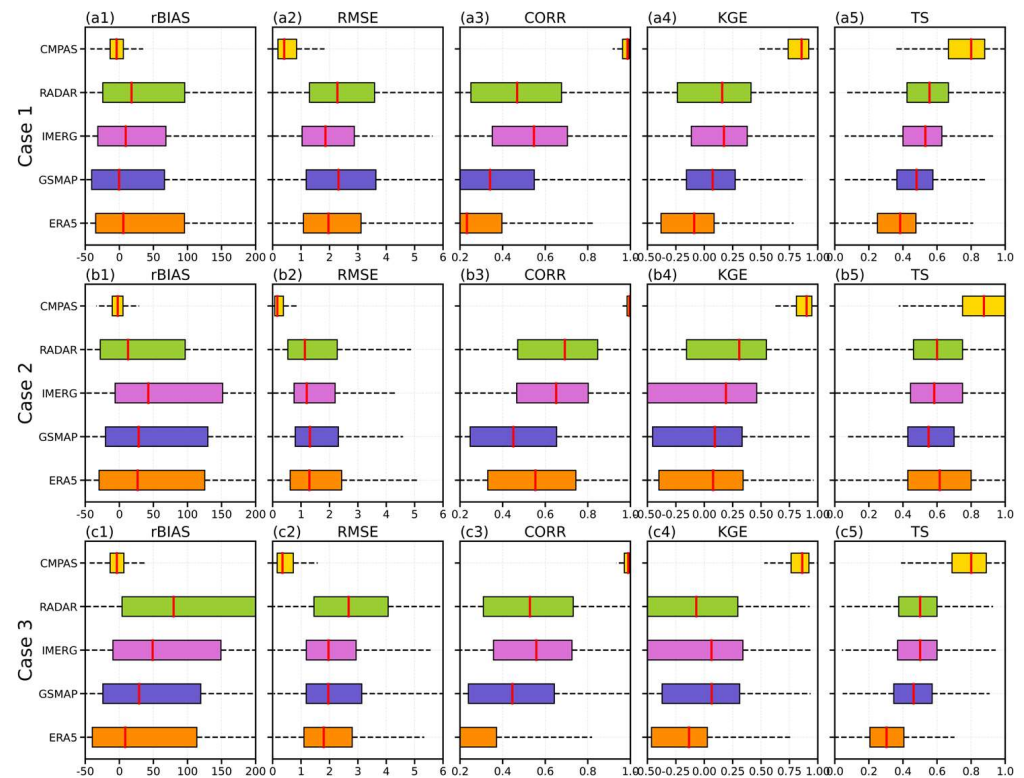 (a1) rBIAS (a2) RMSE (a3) CORR (a4) KGE (a5) TS
Case 1
CMPAS
RADAR
IMERG
GSMAP
ERA5
-50 0 50 100 150 200 0 1 2 3 4 5 6 0.2 0.4 0.6 0.8 1.0 -0.50 -0.25 0.00 0.25 0.50 0.75 1.00 0.0 0.2 0.4 0.6 0.8 1.0
(b1) rBIAS (b2) RMSE (b3) CORR (b4) KGE (b5) TS
Case 2
CMPAS
RADAR
IMERG
GSMAP
ERA5
-50 0 50 100 150 200 0 1 2 3 4 5 6 0.2 0.4 0.6 0.8 1.0 -0.50 -0.25 0.00 0.25 0.50 0.75 1.00 0.0 0.2 0.4 0.6 0.8 1.0
(c1) rBIAS (c2) RMSE (c3) CORR (c4) KGE (c5) TS
Case 3
CMPAS
RADAR
IMERG
GSMAP
ERA5
-50 0 50 100 150 200 0 1 2 3 4 5 6 0.2 0.4 0.6 0.8 1.0 -0.50 -0.25 0.00 0.25 0.50 0.75 1.00 0.0 0.2 0.4 0.6 0.8 1.0